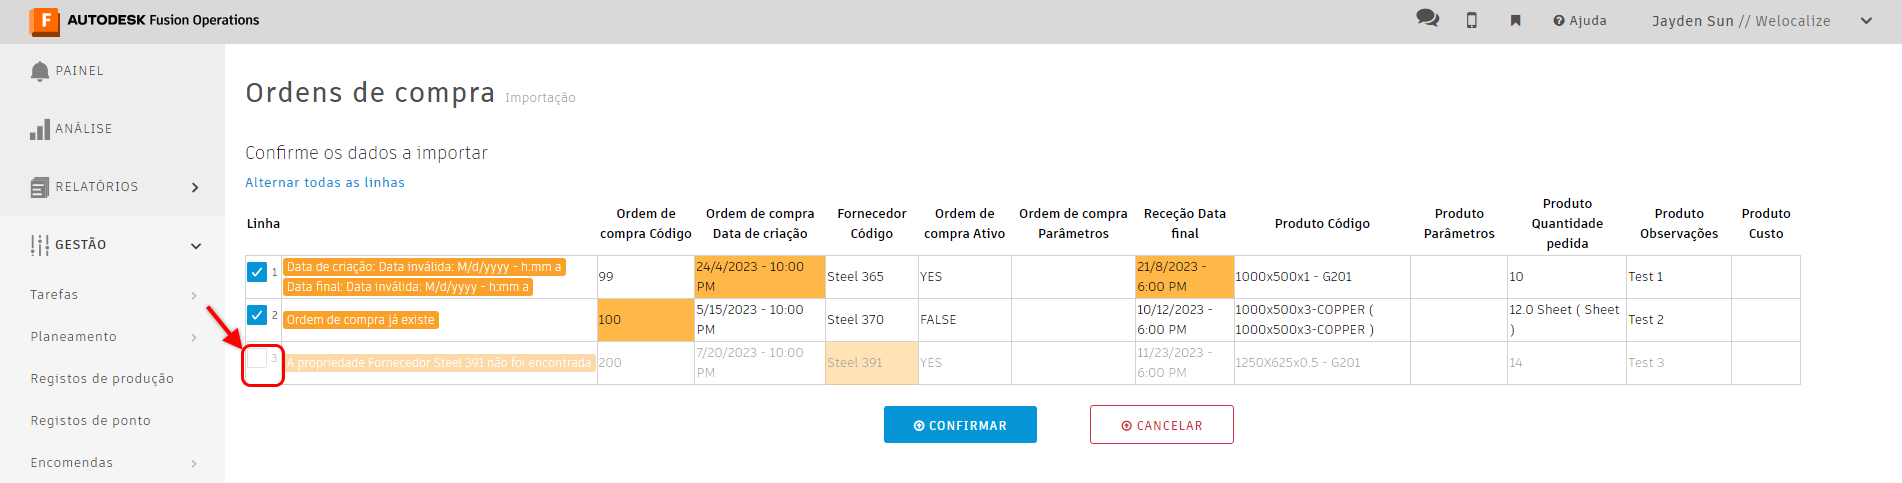 AUTODESK Fusion Operations
Ajuda
Jayden Sun // Welocalize
PAINEL
ANÁLISE
RELATÓRIOS
GESTÃO
Tarefas
Planeamento
Registos de produção
Registos de ponto
Encomendas
Ordens de compra Importação
Confirme os dados a importar
Alternar todas as linhas
Linha
Ordem de
compra Código
Ordem de compra
Data de criação
Fornecedor
Código
Ordem de
compra Ativo
Ordem de compra
Parâmetros
Receção Data
final
Produto Código
Produto
Parâmetros
Produto
Quantidade
pedida
Produto
Observações
Produto
Custo
1
Data de criação: Data inválida: M/d/yyyy - h:mm a
Data final: Data inválida: M/d/yyyy - h:mm a
99
24/4/2023 - 10:00
PM
Steel 365
YES
21/8/2023 -
6:00 PM
1000x500x1 - G201
10
Test 1
2
Ordem de compra já existe
100
5/15/2023 - 10:00
PM
Steel 370
FALSE
10/12/2023 -
6:00 PM
1000x500x3-COPPER (
1000x500x3-COPPER )
12.0 Sheet ( Sheet
)
Test 2
3
A propriedade Fornecedor Steel 391 não foi encontrada
200
7/20/2023 - 10:00
PM
Steel 391
YES
11/23/2023 -
6:00 PM
1250X625x0.5 - G201
14
Test 3
CONFIRMAR
CANCELAR